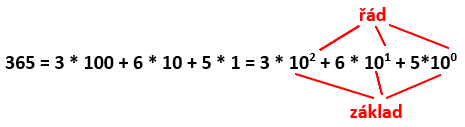 řád
365 = 3 * 100 + 6 * 10 + 5 * 1 = 3 * 10² + 6 * 10¹ + 5*10⁰
základ